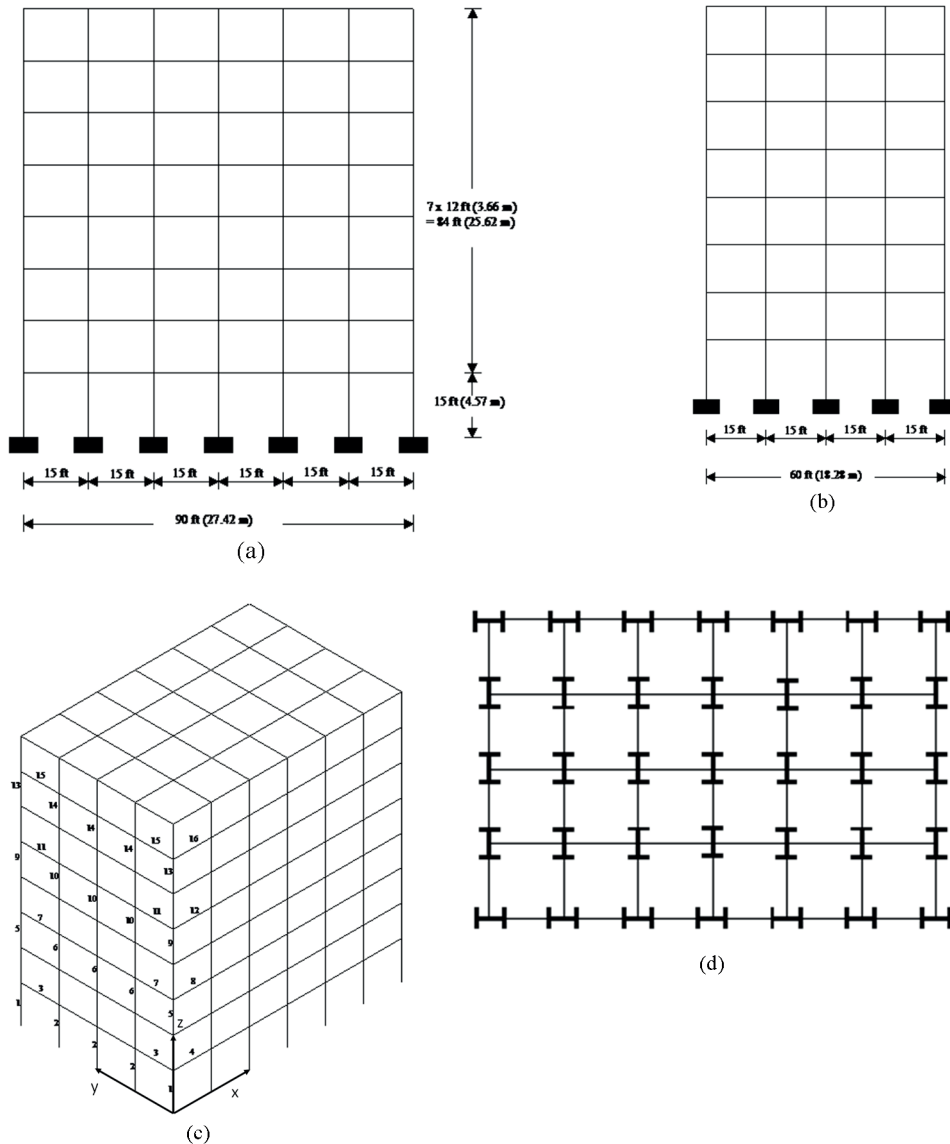 7 x 12 ft (3.66 m)
= 84 ft (25.62 m)
15 ft (4.57 m)
15 ft 15 ft 15 ft 15 ft 15 ft 15 ft
90 ft (27.42 m)
(a)
15 ft 15 ft 15 ft 15 ft
60 ft (18.28 m)
(b)
15
13
14
14
14
15
16
13
11
9
10
10
10
11
12
9
7
5
6
6
6
7
8
5
z
3
1
2
2
2
3
4
1
y
x
(c)
(d)